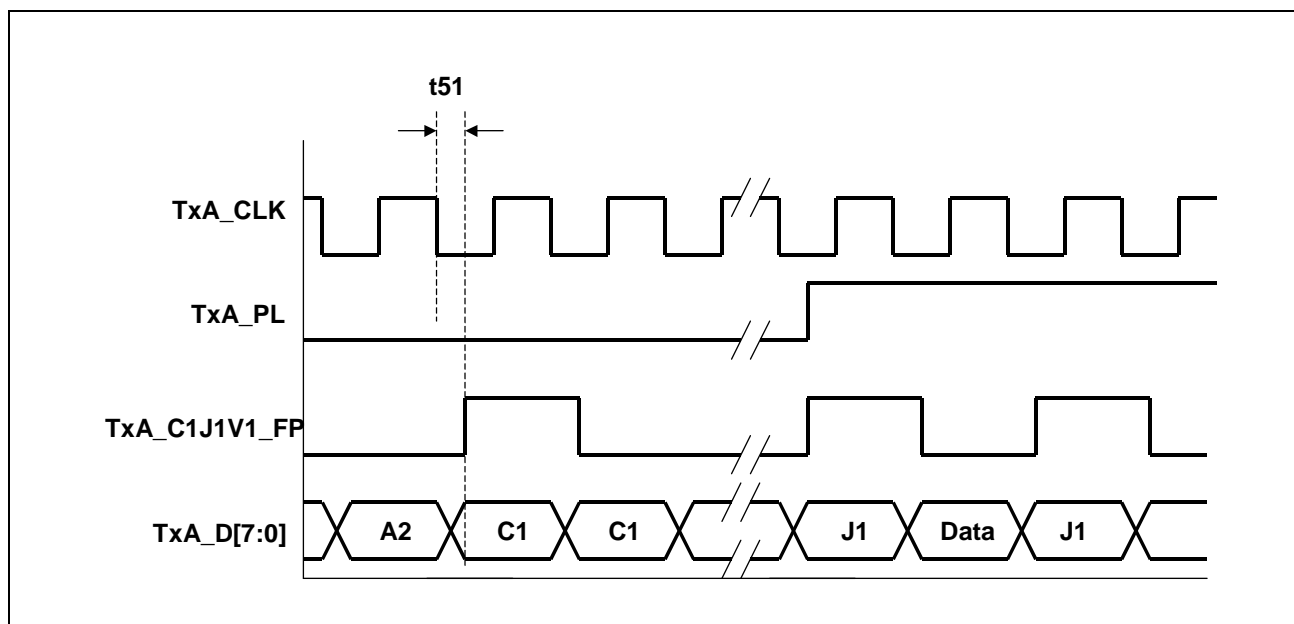 t51
TxA_CLK
TxA_PL
TxA_C1J1V1_FP
TxA_D[7:0]
A2
C1
C1
J1
Data
J1